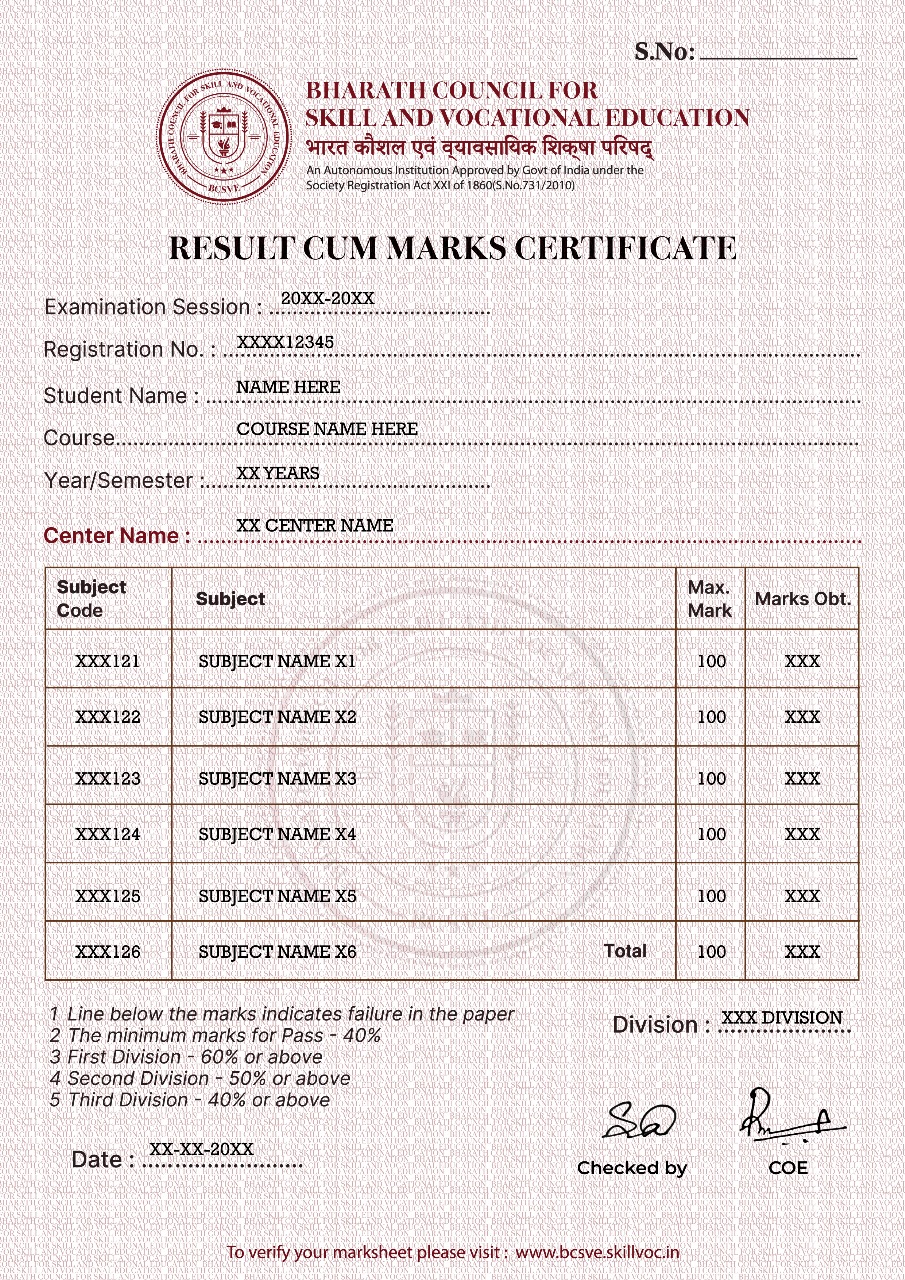 S.No:
BHARATH COUNCIL FOR SKILL AND VOCATIONAL EDUCATION
BCSVE
BHARATH COUNCIL FOR
SKILL AND VOCATIONAL EDUCATION
भारत कौशल एवं व्यावसायिक शिक्षा परिषद्
An Autonomous Institution Approved by Govt of India under the
Society Registration Act XXI of 1860(S.No.731/2010)
RESULT CUM MARKS CERTIFICATE
Examination Session : 20XX-20XX
Registration No. : XXXX12345
Student Name : NAME HERE
Course COURSE NAME HERE
Year/Semester : XX YEARS
Center Name : XX CENTER NAME
Subject Code Subject Max. Mark Marks Obt.
XXX121 SUBJECT NAME X1 100 XXX
XXX122 SUBJECT NAME X2 100 XXX
XXX123 SUBJECT NAME X3 100 XXX
XXX124 SUBJECT NAME X4 100 XXX
XXX125 SUBJECT NAME X5 100 XXX
XXX126 SUBJECT NAME X6 Total 100 XXX
1 Line below the marks indicates failure in the paper
2 The minimum marks for Pass - 40%
3 First Division - 60% or above
4 Second Division - 50% or above
5 Third Division - 40% or above
Division : XXX DIVISION
Date : XX-XX-20XX
Checked by
COE
To verify your marksheet please visit : www.bcsve.skillvoc.in